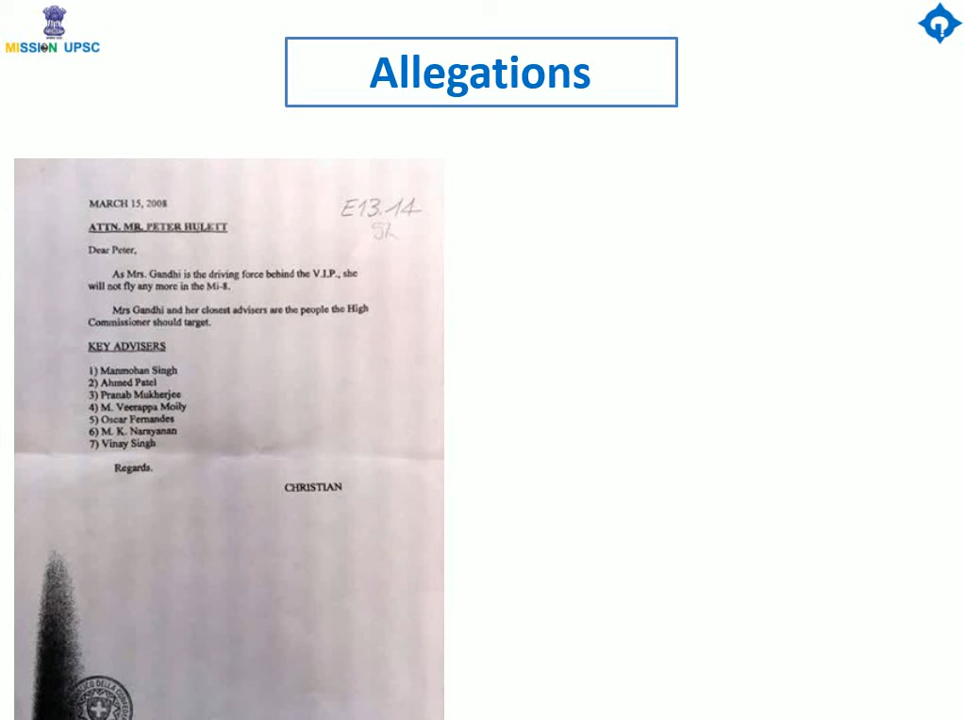 MISSION UPSC
Allegations
MARCH 15, 2008
E13.14
ATTN. MR. PETER HULETT
Dear Peter,
As Mrs. Gandhi is the driving force behind the V.I.P., she
will not fly any more in the Mi-8.
Mrs Gandhi and her closest advisers are the people the High
Commissioner should target.
KEY ADVISERS
1) Manmohan Singh
2) Ahmed Patel
3) Pranab Mukherjee
4) M. Veerappa Moily
5) Oscar Fernandes
6) M. K. Narayanan
7) Vinay Singh
Regards.
CHRISTIAN